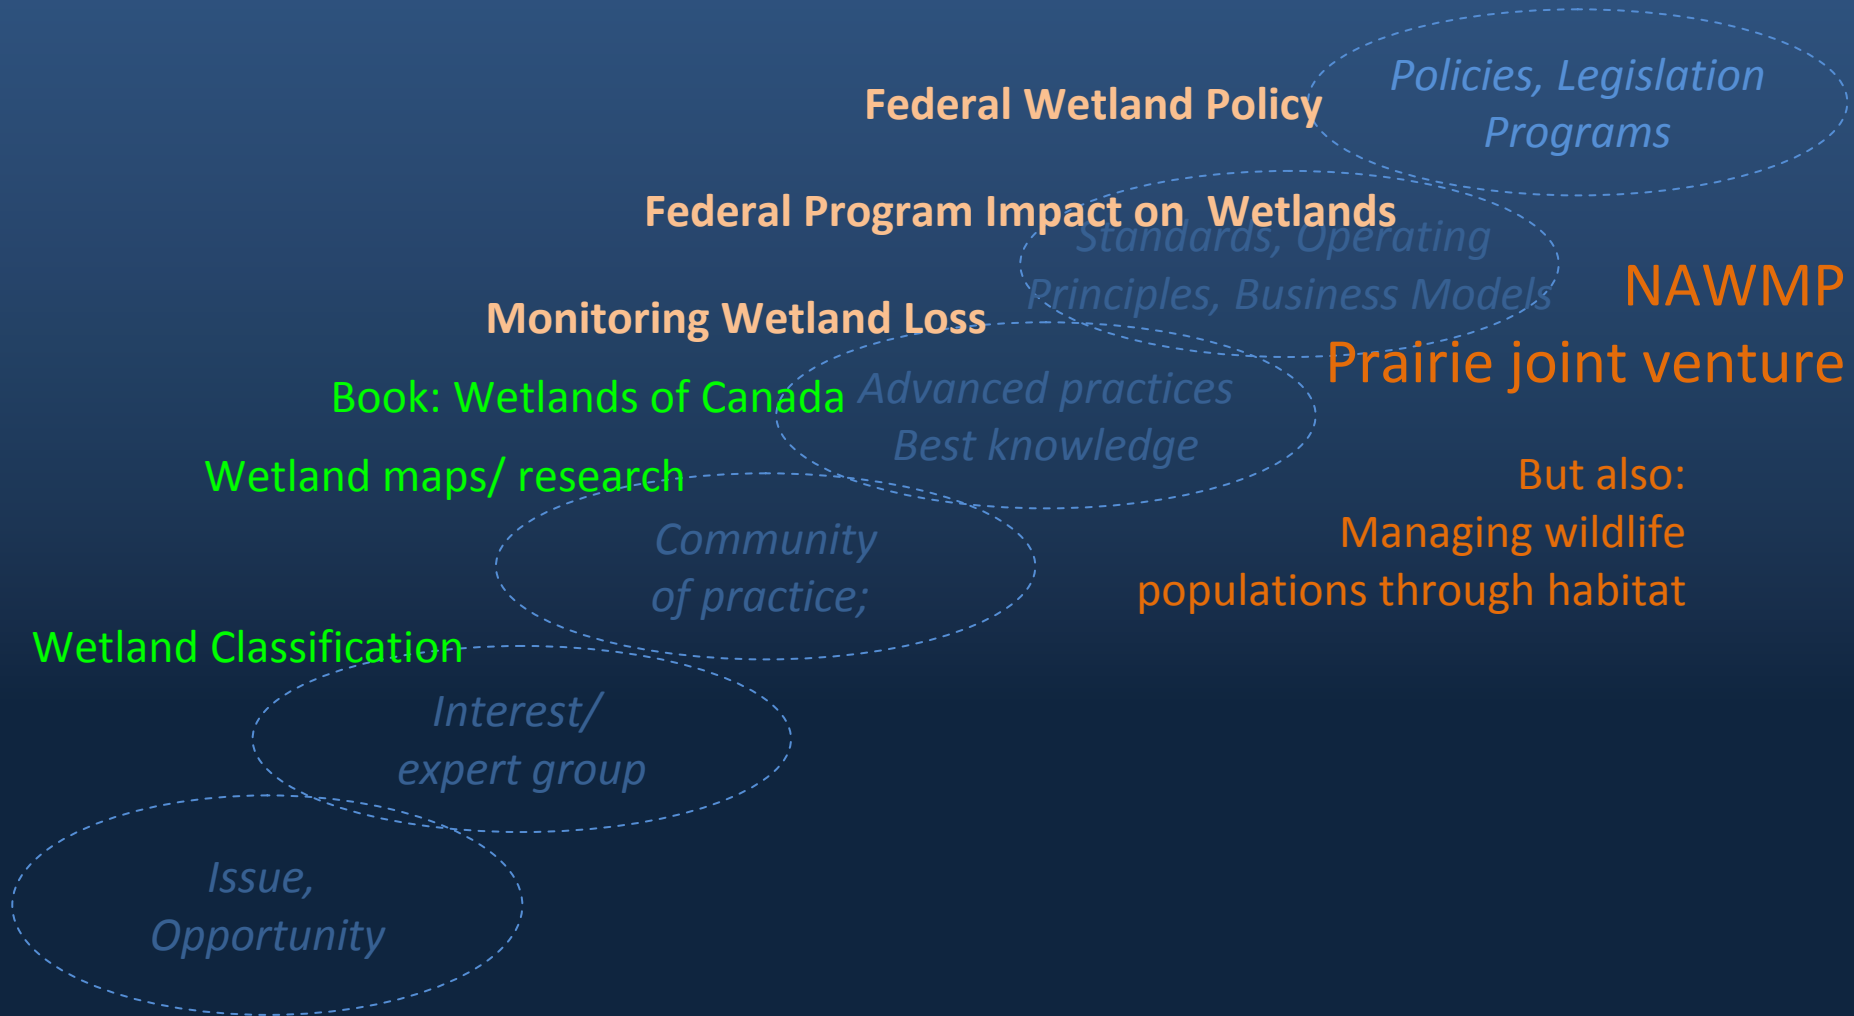 Policies, Legislation
Programs
Federal Wetland Policy
Federal Program Impact on  Wetlands
Standards, Operating
Principles, Business Models
NAWMP
Prairie joint venture
Monitoring Wetland Loss
Book: Wetlands of Canada
Advanced practices
Best knowledge
Wetland maps/ research
But also:
Managing wildlife
populations through habitat
Community
of practice;
Wetland Classification
Interest/
expert group
Issue,
Opportunity